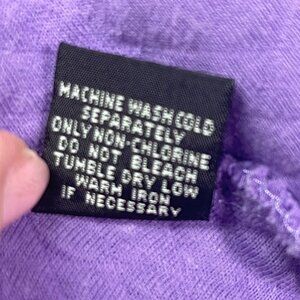 MACHINE WASH COLD
SEPARATELY
ONLY NON-CHLORINE
DO NOT BLEACH
TUMBLE DRY LOW
WARM IRON
IF NECESSARY